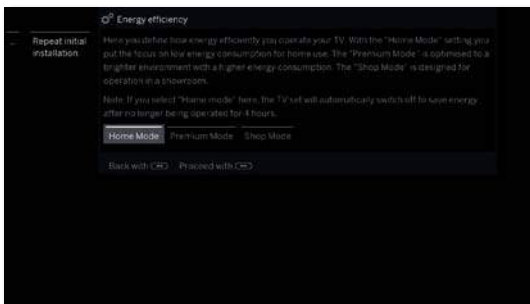 Energy efficiency
Repeat initial
installation
Here you define how energy efficiently you operate your TV. With the "Home Mode" setting you
put the focus on low energy consumption for home use. The "Premium Mode" is optimised to a
brighter environment with a higher energy consumption. The "Shop Mode" is designed for
operation in a showroom.
Note: If you select "Home mode" here, the TV set will automatically switch off to save energy
after no longer being operated for 4 hours.
Home Mode Premium Mode Shop Mode
Back with Proceed with